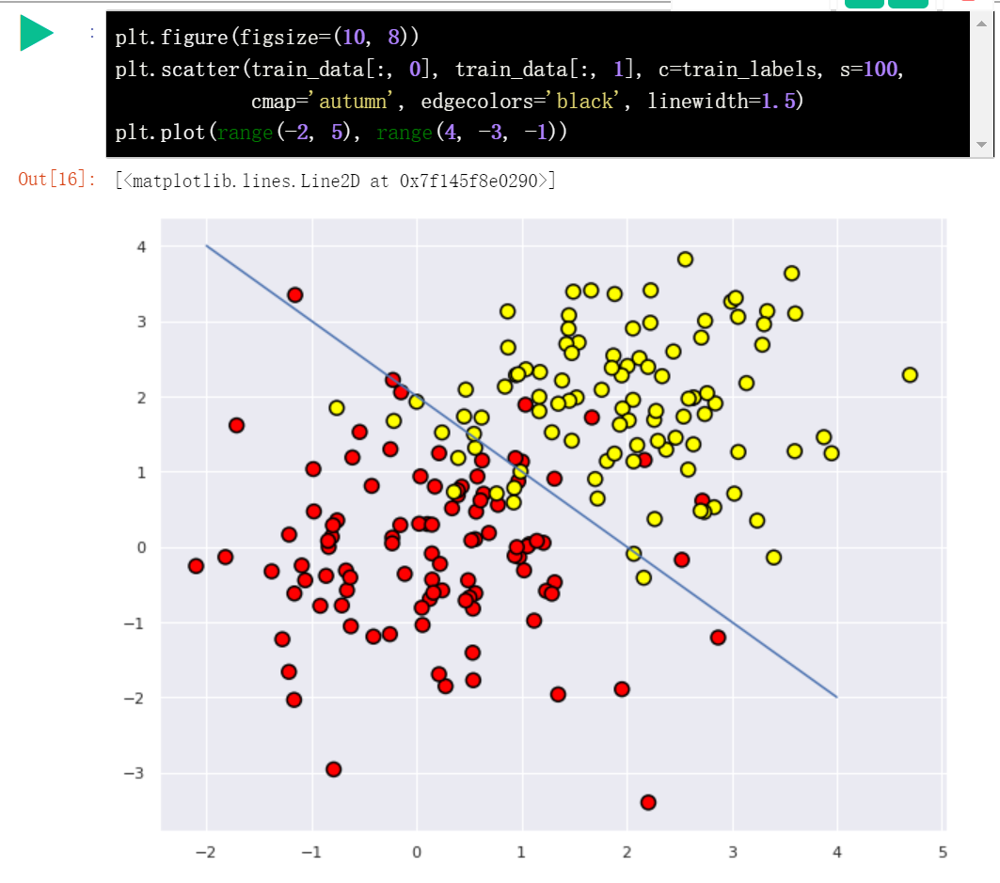 :
plt.figure(figsize=(10, 8))
plt.scatter(train_data[:, 0], train_data[:, 1], c=train_labels, s=100,
cmap='autumn', edgecolors='black', linewidth=1.5)
plt.plot(range(-2, 5), range(4, -3, -1))
Out[16]: [<matplotlib.lines.Line2D at 0x7f145f8e0290>]
4
3
2
1
0
−1
−2
−3
−2 −1 0 1 2 3 4 5